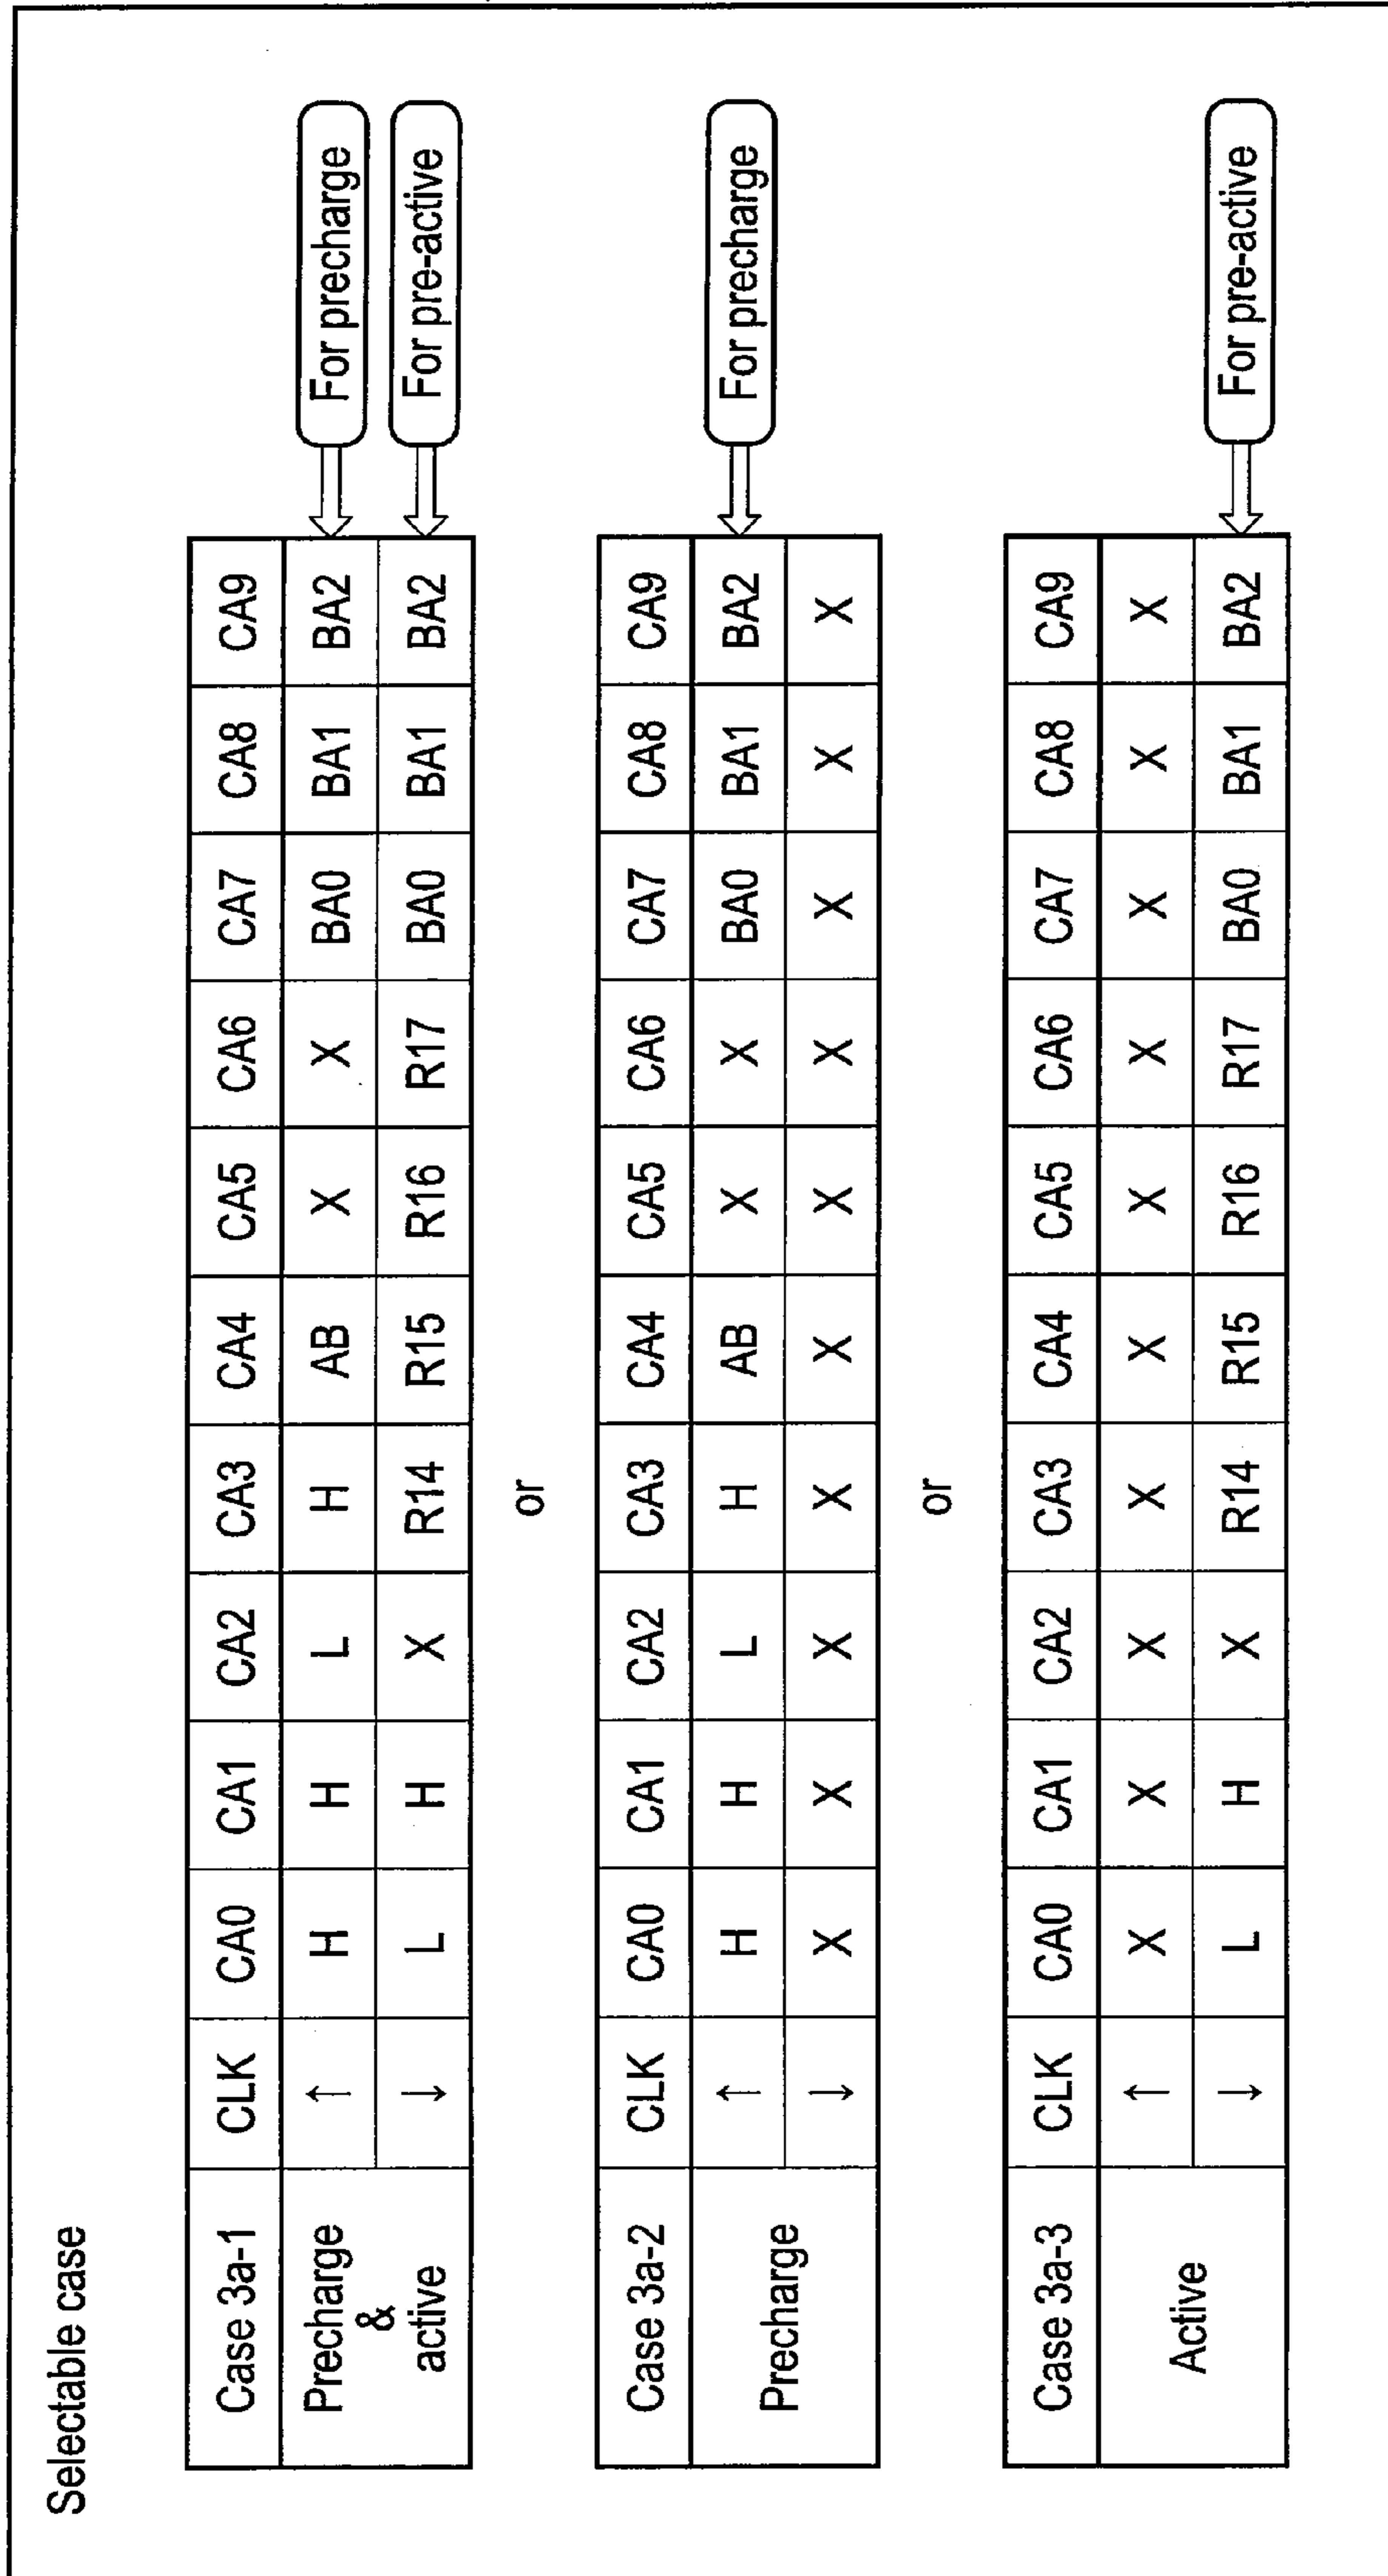 Selectable case
Case 3a-1 CLK CA0 CA1 CA2 CA3 CA4 CA5 CA6 CA7 CA8 CA9
Precharge & active
↑ H H L H AB X X BA0 BA1 BA2 For precharge
↓ L H X R14 R15 R16 R17 BA0 BA1 BA2 For pre-active
or
Case 3a-2 CLK CA0 CA1 CA2 CA3 CA4 CA5 CA6 CA7 CA8 CA9
Precharge
↑ H H L H AB X X BA0 BA1 BA2 For precharge
↓ X X X X X X X X X X
or
Case 3a-3 CLK CA0 CA1 CA2 CA3 CA4 CA5 CA6 CA7 CA8 CA9
Active
↑ X X X X X X X X X X
↓ L H X R14 R15 R16 R17 BA0 BA1 BA2 For pre-active